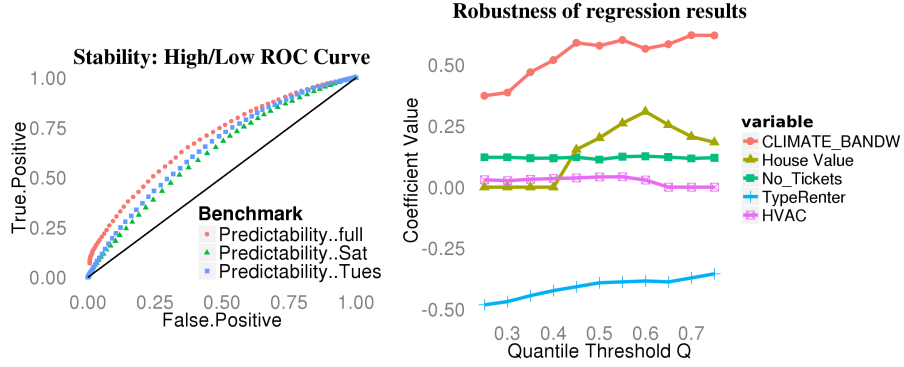 Stability: High/Low ROC Curve
True.Positive
1.00
0.75
0.50
0.25
0.00
Benchmark
Predictability..full
Predictability..Sat
Predictability..Tues
0.00 0.25 0.50 0.75 1.00
False.Positive
Robustness of regression results
Coefficient Value
0.50
0.25
0.00
-0.25
-0.50
0.3 0.4 0.5 0.6 0.7
Quantile Threshold Q
variable
CLIMATE_BANDW
House Value
No_Tickets
TypeRenter
HVAC